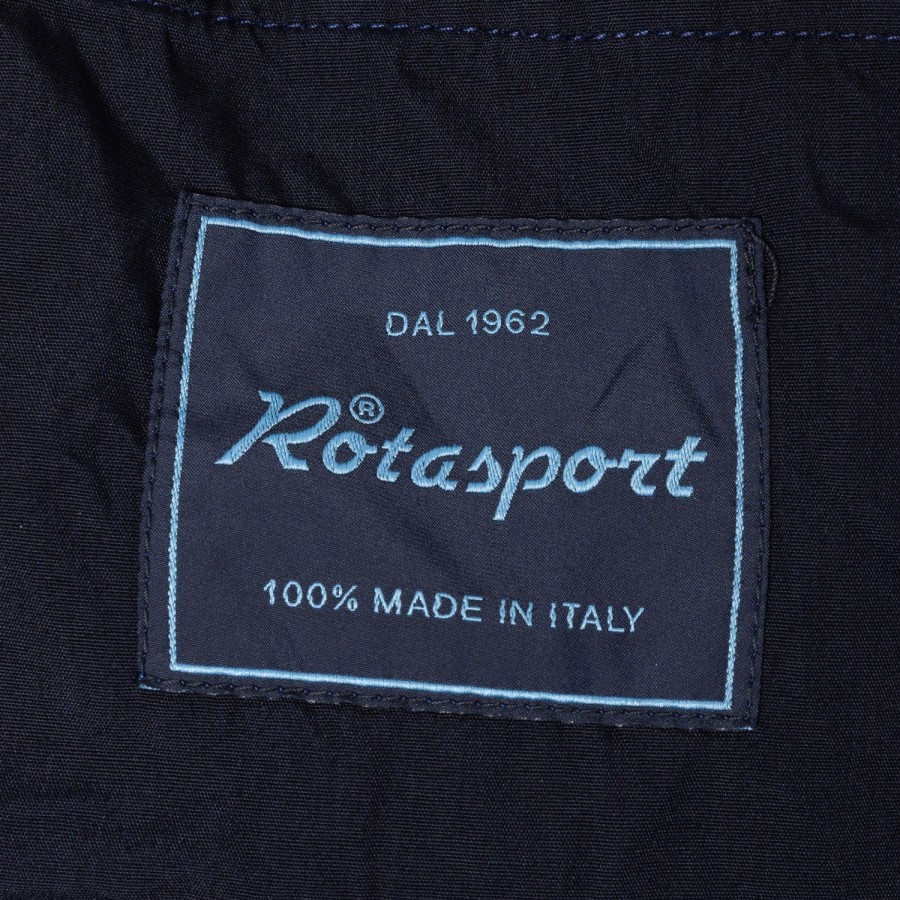 DAL 1962
Rotasport®
100% MADE IN ITALY